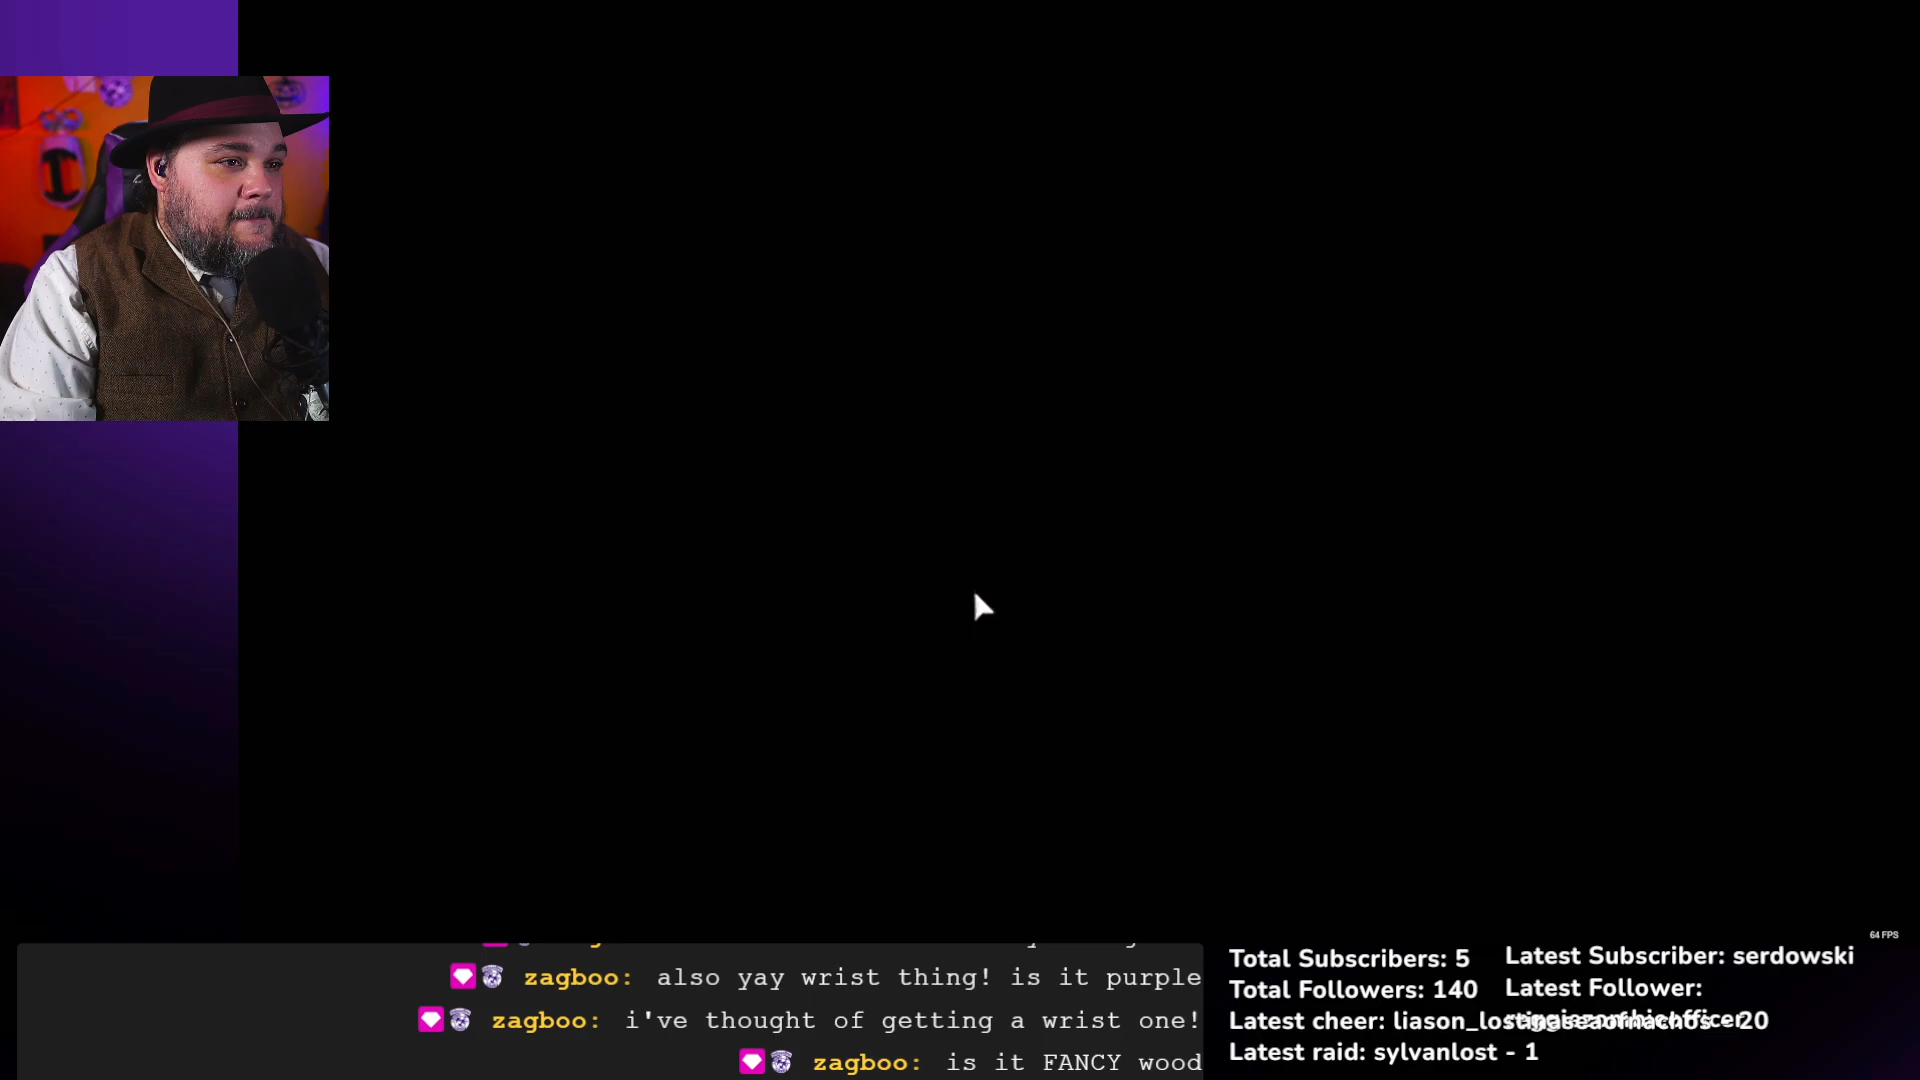 64 FPS
zagboo: also yay wrist thing! is it purple
zagboo: i've thought of getting a wrist one!
zagboo: is it FANCY wood
Total Subscribers: 5
Total Followers: 140
Latest cheer: liason_lostinaseaofnachos - 20
Latest raid: sylvanlost - 1
Latest Subscriber: serdowski
Latest Follower: